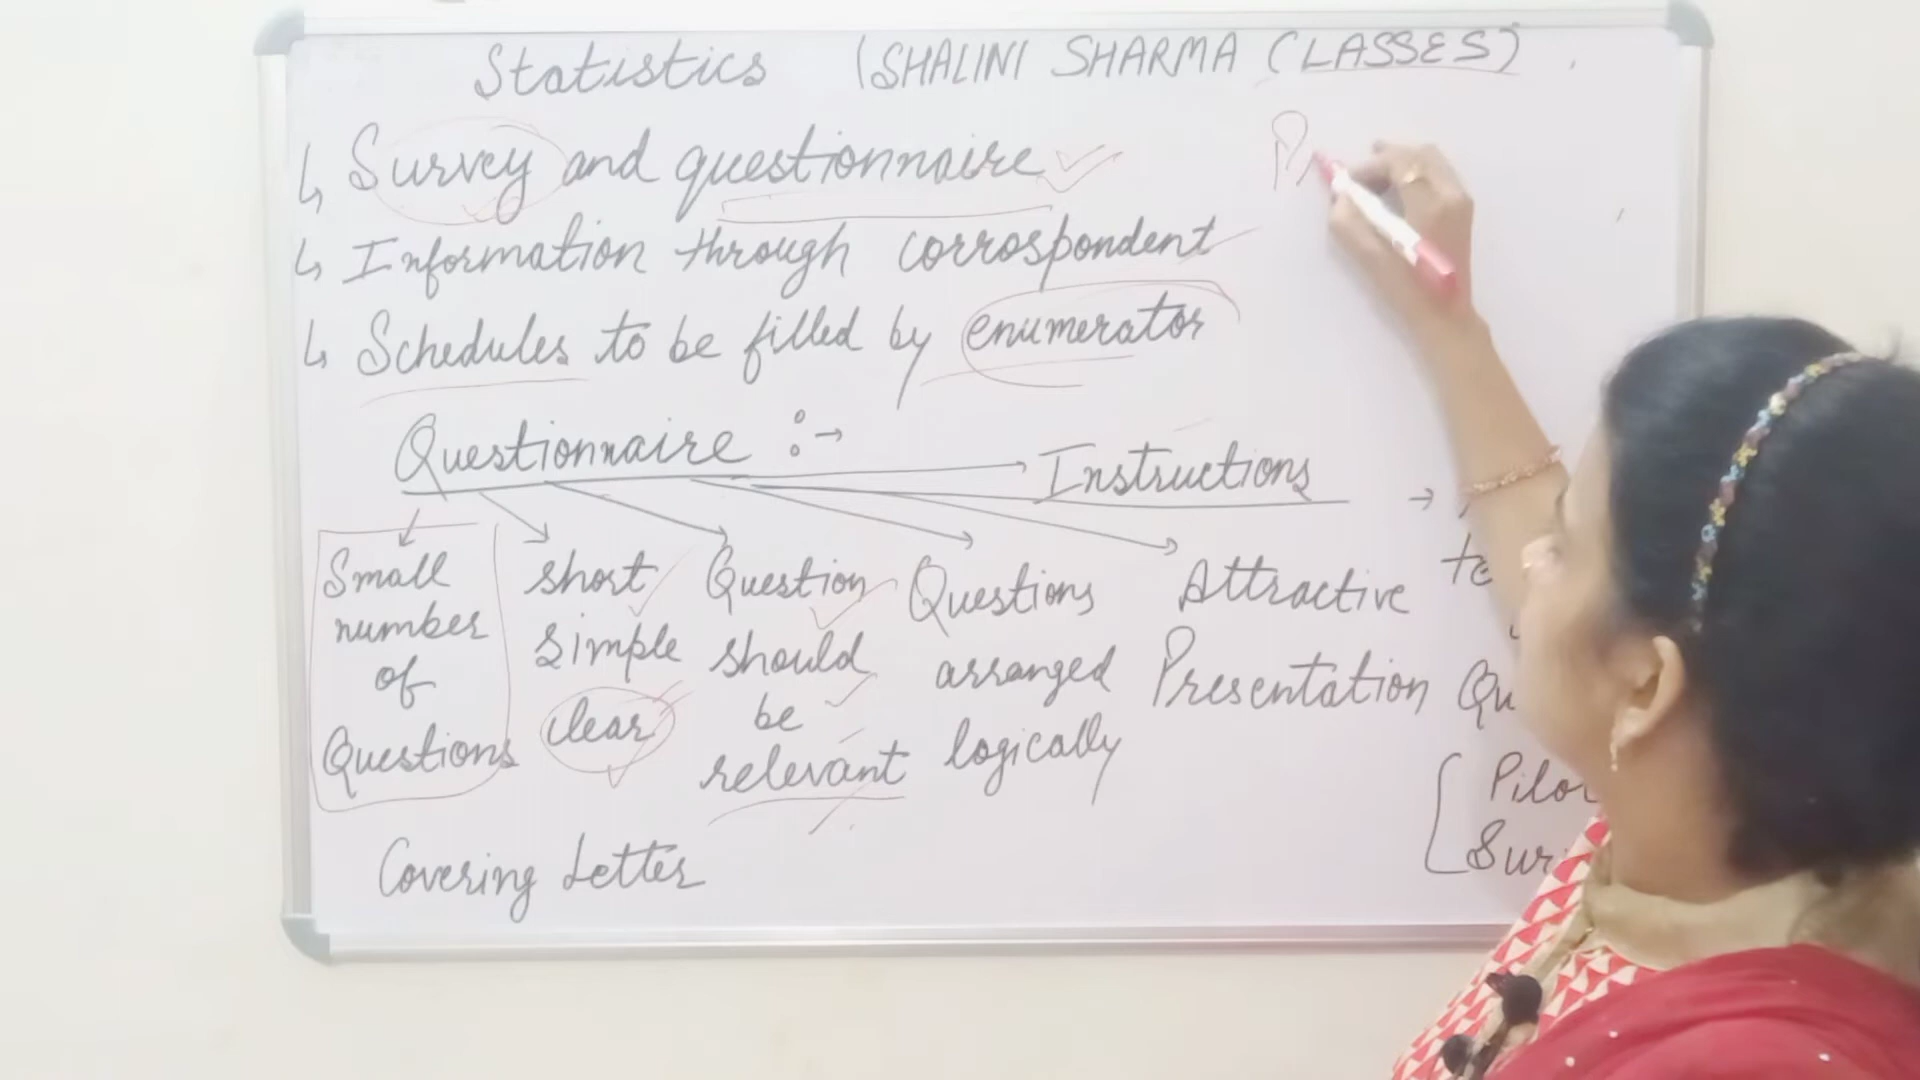 Statistics (SHALINI SHARMA CLASSES)
↳ Survey and questionnaire
↳ Information through corrospondent
↳ Schedules to be filled by enumerator
Questionnaire :→
Instructions
Small number of Questions
short simple clear
Question should be relevant
Questions arranged logically
Attractive Presentation
Covering Letter